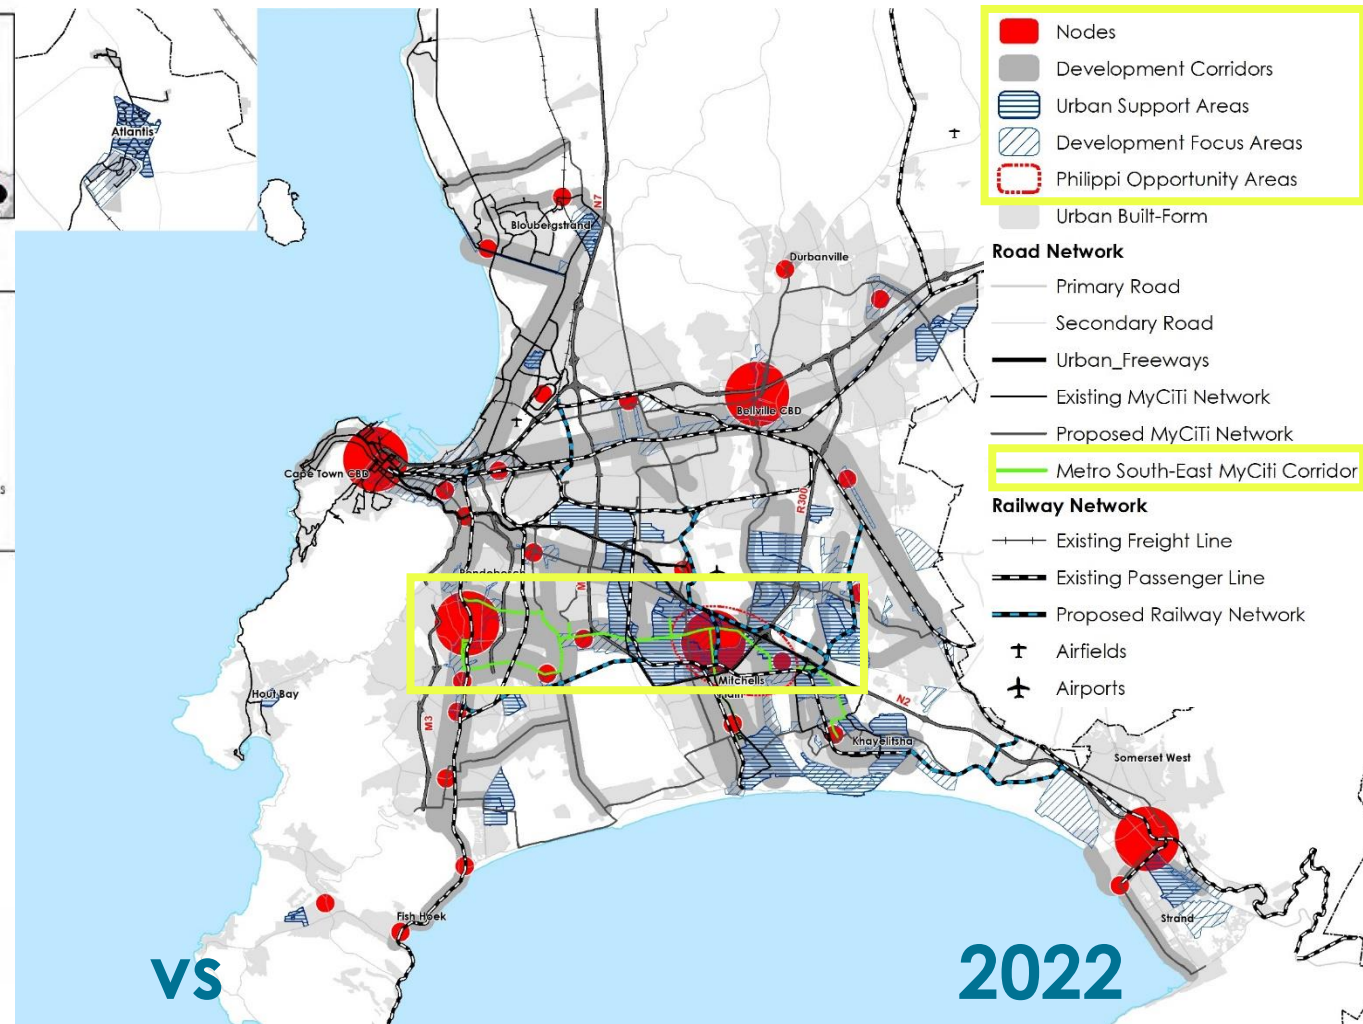 Nodes
Development Corridors
Urban Support Areas
Development Focus Areas
Philippi Opportunity Areas
Urban Built-Form
Road Network
Primary Road
Secondary Road
Urban_Freeways
Existing MyCiTi Network
Proposed MyCiTi Network
Metro South-East MyCiti Corridor
Railway Network
Existing Freight Line
Existing Passenger Line
Proposed Railway Network
Airfields
Airports
Atlantis
N7
Bloubergstrand
Durbanville
Bellville CBD
Cape Town CBD
s
R300
M
Mitchells
Hout Bay
M3
N2
Khayelitsha
Somerset West
Fish Hoek
Strand
vs
2022